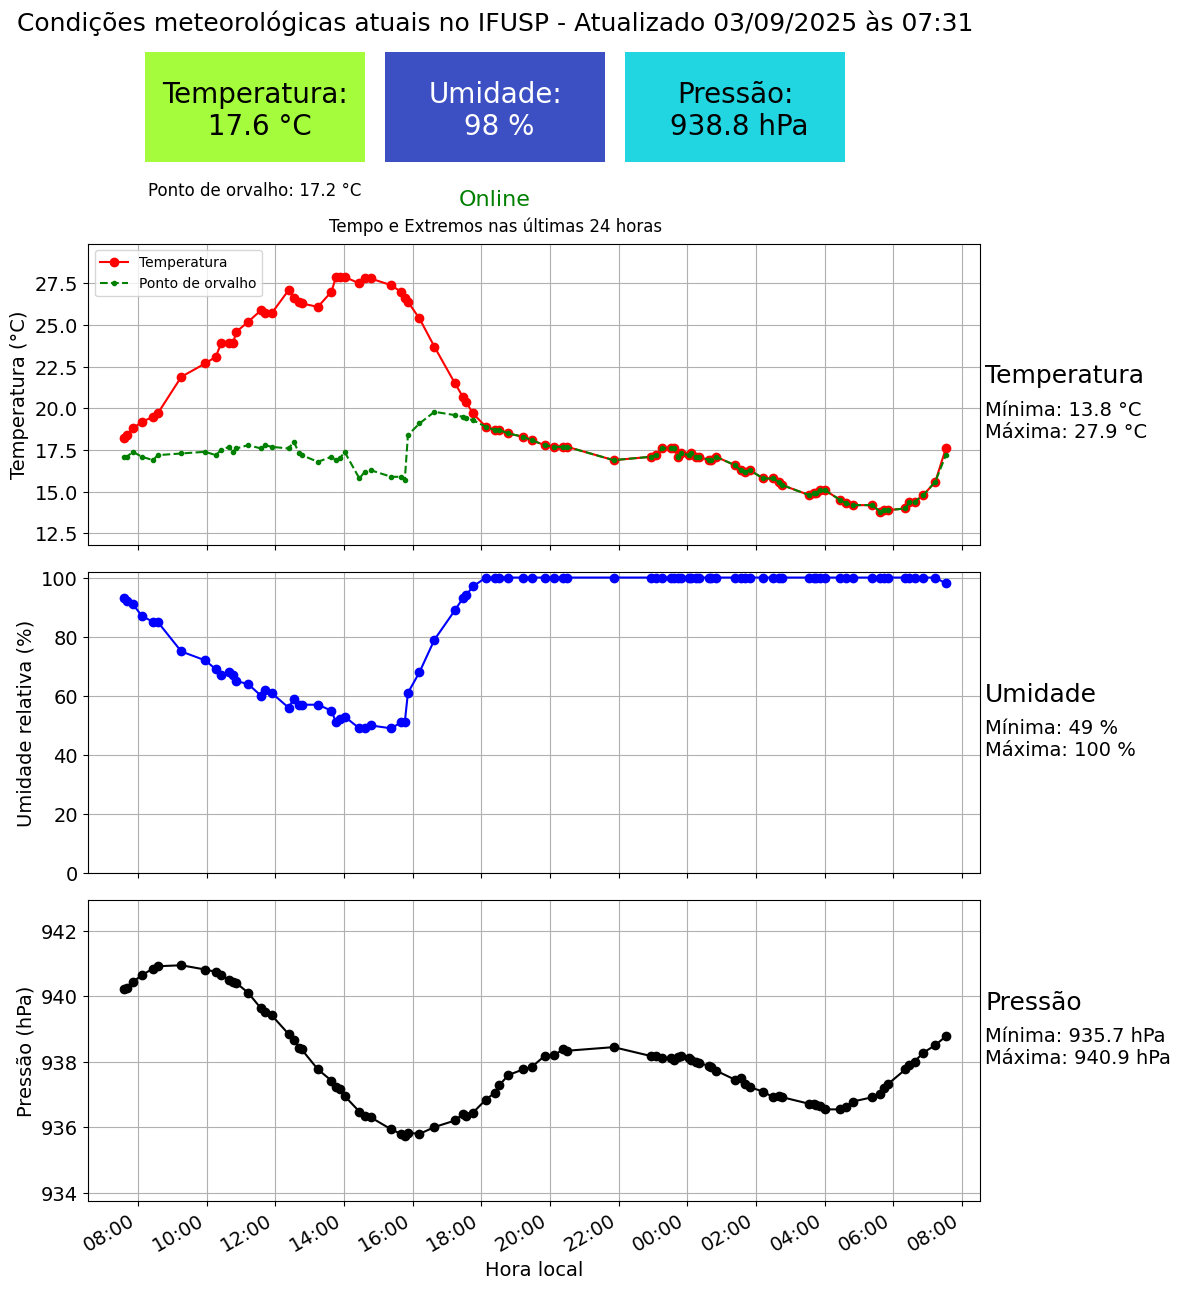 Condições meteorológicas atuais no IFUSP - Atualizado 03/09/2025 às 07:31
Temperatura:
17.6 °C
Umidade:
98 %
Pressão:
938.8 hPa
Ponto de orvalho: 17.2 °C
Online
Tempo e Extremos nas últimas 24 horas
Temperatura
Ponto de orvalho
Temperatura (°C)
27.5
25.0
22.5
20.0
17.5
15.0
12.5
Temperatura
Mínima: 13.8 °C
Máxima: 27.9 °C
Umidade relativa (%)
100
80
60
40
20
0
Umidade
Mínima: 49 %
Máxima: 100 %
Pressão (hPa)
942
940
938
936
934
Pressão
Mínima: 935.7 hPa
Máxima: 940.9 hPa
08:00
10:00
12:00
14:00
16:00
18:00
20:00
22:00
00:00
02:00
04:00
06:00
08:00
Hora local